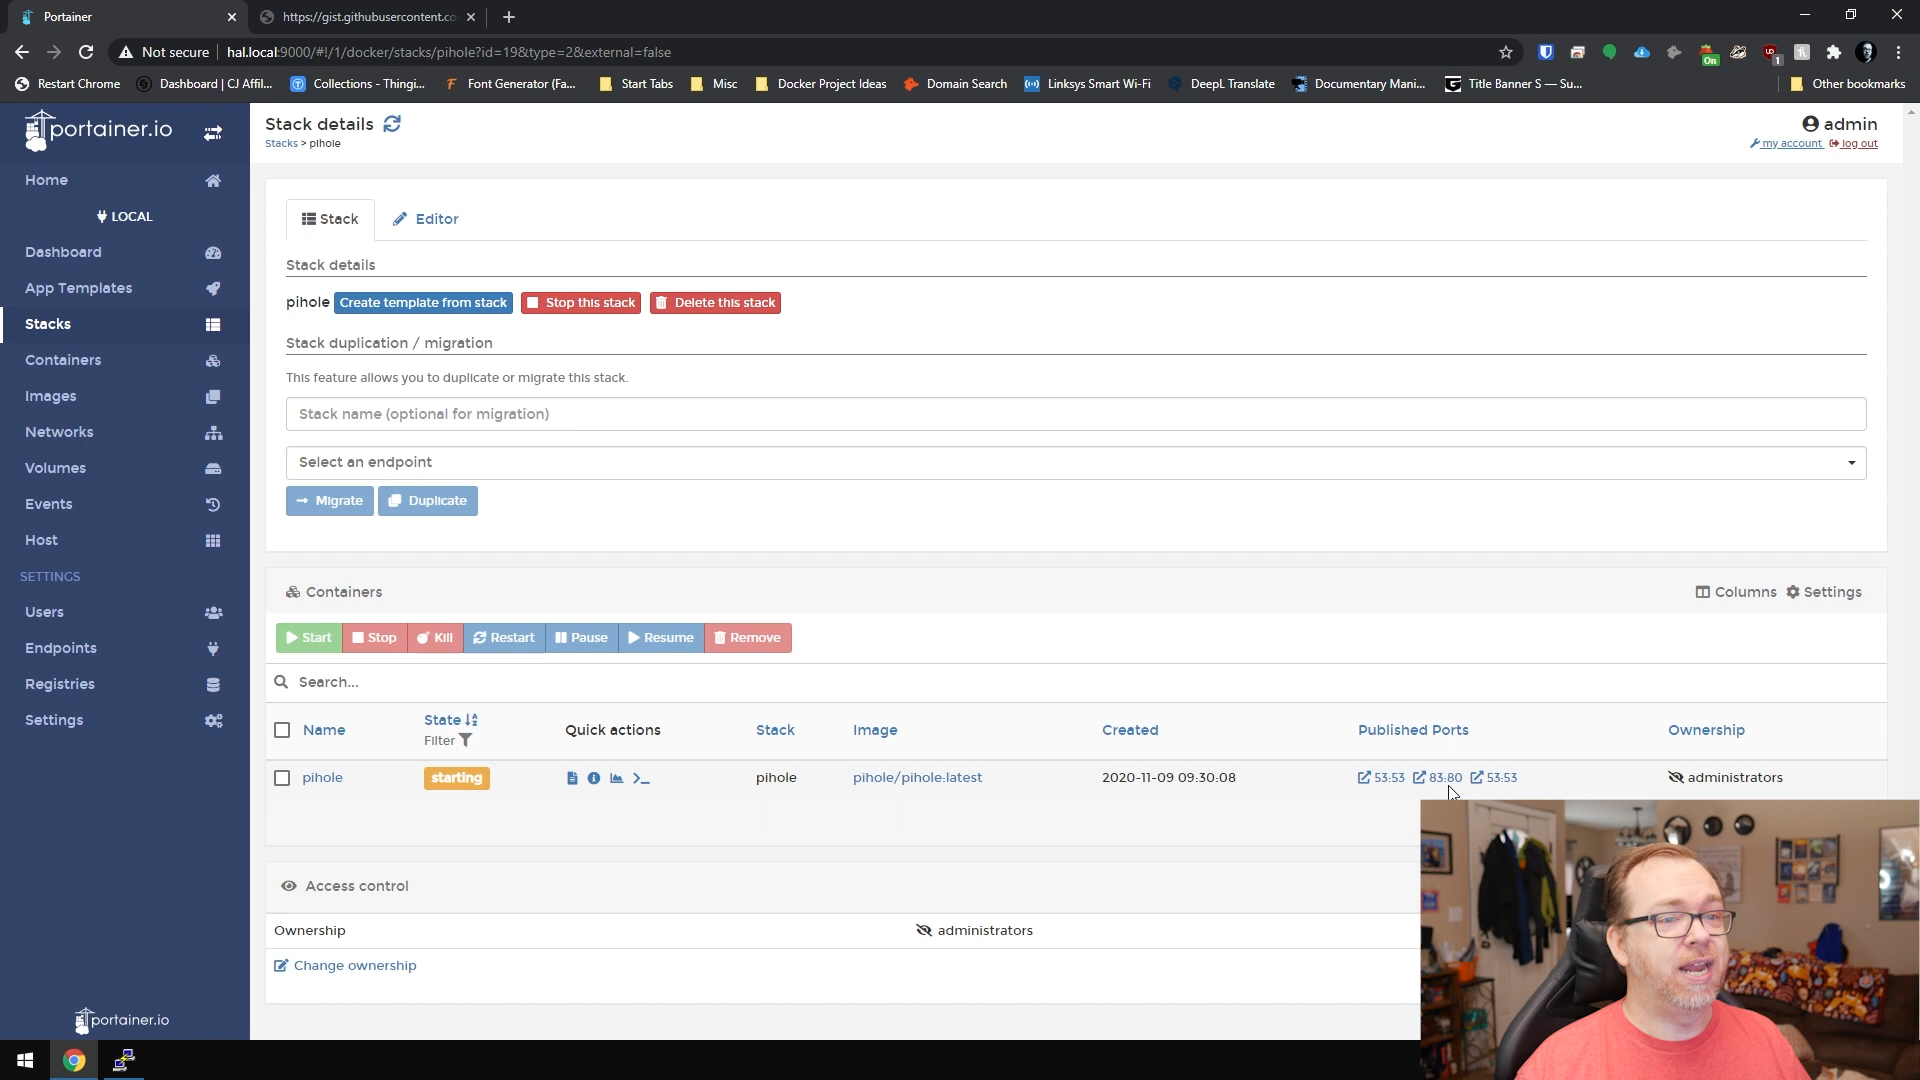 Portainer
https://gist.githubusercontent.co
Not secure
hal.local:9000/#!/1/docker/stacks/pihole?id=19&type=2&external=false
On
1
Restart Chrome
Dashboard | CJ Affil...
Collections - Thingi...
Font Generator (Fa...
Start Tabs
Misc
Docker Project Ideas
Domain Search
Linksys Smart Wi-Fi
DeepL Translate
Documentary Mani...
Title Banner S — Su...
Other bookmarks
portainer.io
Stack details
Stacks > pihole
admin
my account
log out
Home
LOCAL
Dashboard
App Templates
Stacks
Containers
Images
Networks
Volumes
Events
Host
SETTINGS
Users
Endpoints
Registries
Settings
portainer.io
Stack
Editor
Stack details
pihole
Create template from stack
Stop this stack
Delete this stack
Stack duplication / migration
This feature allows you to duplicate or migrate this stack.
Stack name (optional for migration)
Select an endpoint
Migrate
Duplicate
Containers
Columns
Settings
Start
Stop
Kill
Restart
Pause
Resume
Remove
Search...
Name
State
Filter
Quick actions
Stack
Image
Created
Published Ports
Ownership
pihole
starting
pihole
pihole/pihole:latest
2020-11-09 09:30:08
53:53
83:80
53:53
administrators
Access control
Ownership
administrators
Change ownership